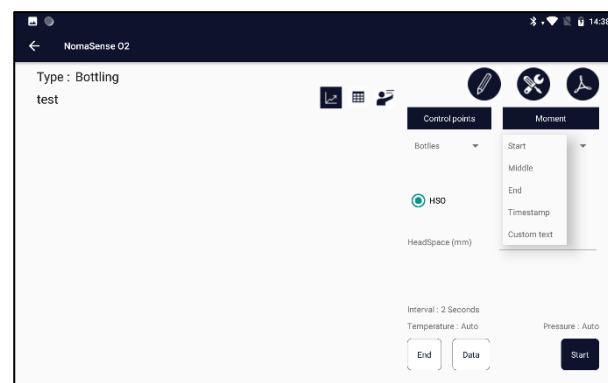 14:38
NomaSense O2
Type : Bottling
test
Control points
Moment
Botlles
Start
Middle
End
Timestamp
Custom text
HSO
HeadSpace (mm)
Interval : 2 Seconds
Temperature : Auto
Pressure : Auto
End
Data
Start